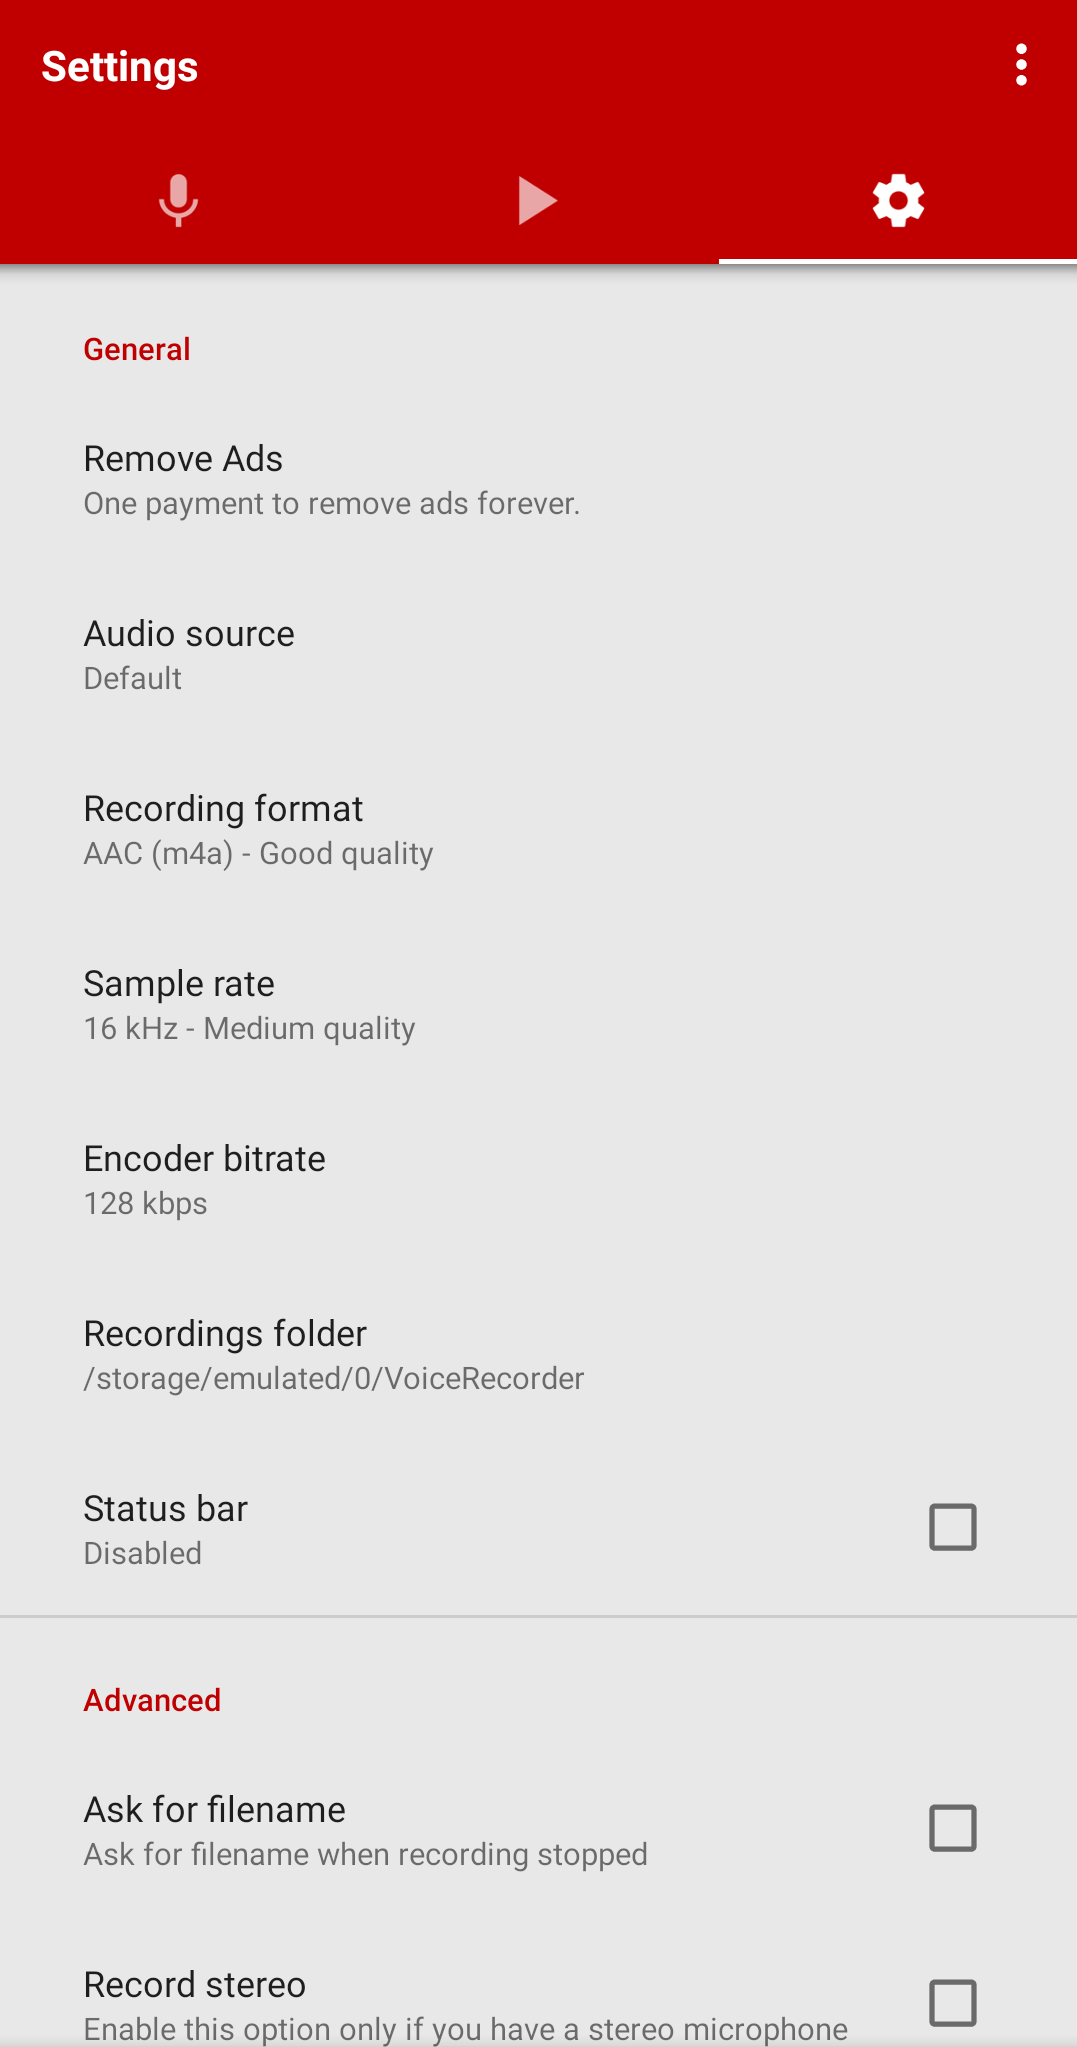 Settings
General
Remove Ads
One payment to remove ads forever.
Audio source
Default
Recording format
AAC (m4a) - Good quality
Sample rate
16 kHz - Medium quality
Encoder bitrate
128 kbps
Recordings folder
/storage/emulated/0/VoiceRecorder
Status bar
Disabled
Advanced
Ask for filename
Ask for filename when recording stopped
Record stereo
Enable this option only if you have a stereo microphone